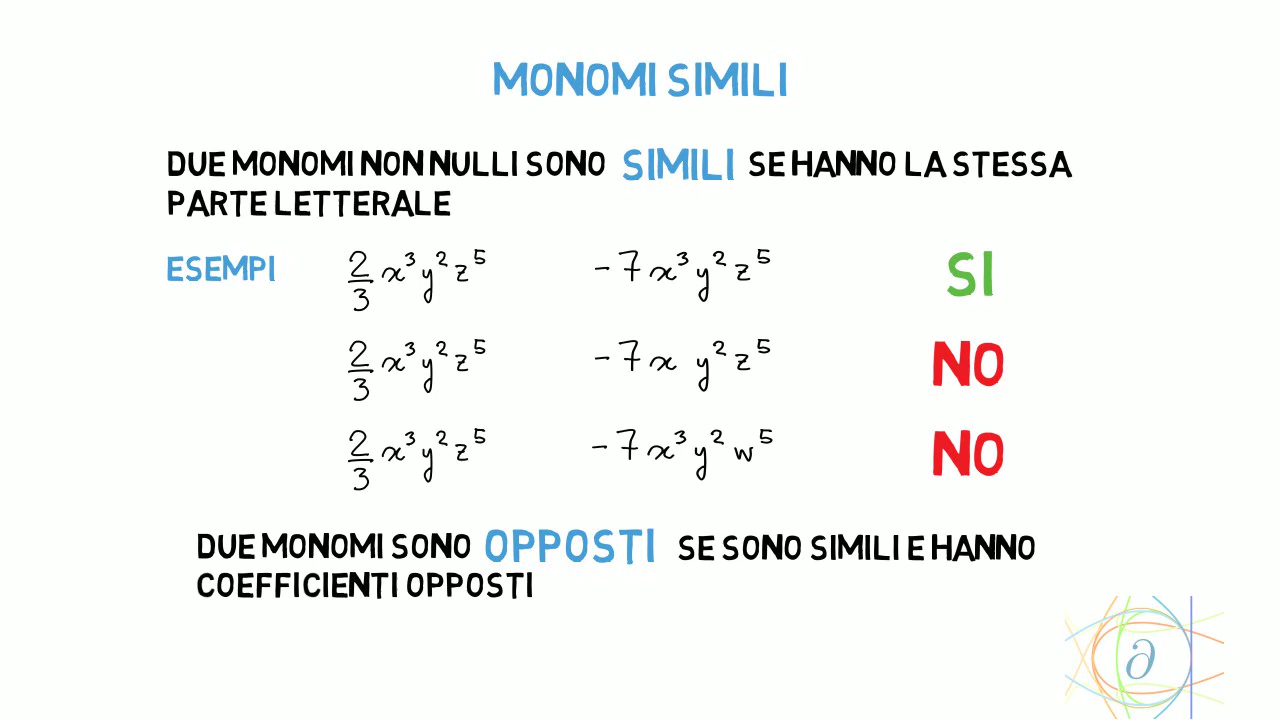 MONOMI SIMILI
DUE MONOMI NON NULLI SONO SIMILI SE HANNO LA STESSA
PARTE LETTERALE
ESEMPI 2/3 x³y²z⁵ −7x³y²z⁵ SI
2/3 x³y²z⁵ −7x y²z⁵ NO
2/3 x³y²z⁵ −7x³y²w⁵ NO
DUE MONOMI SONO OPPOSTI SE SONO SIMILI E HANNO
COEFFICIENTI OPPOSTI
∂